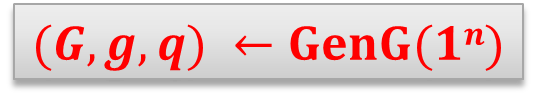 (G, g, q) ← GenG(1ⁿ)